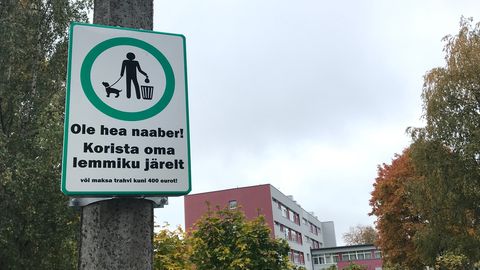 Ole hea naaber!
Korista oma
lemmiku järelt
või maksa trahvi kuni 400 eurot!